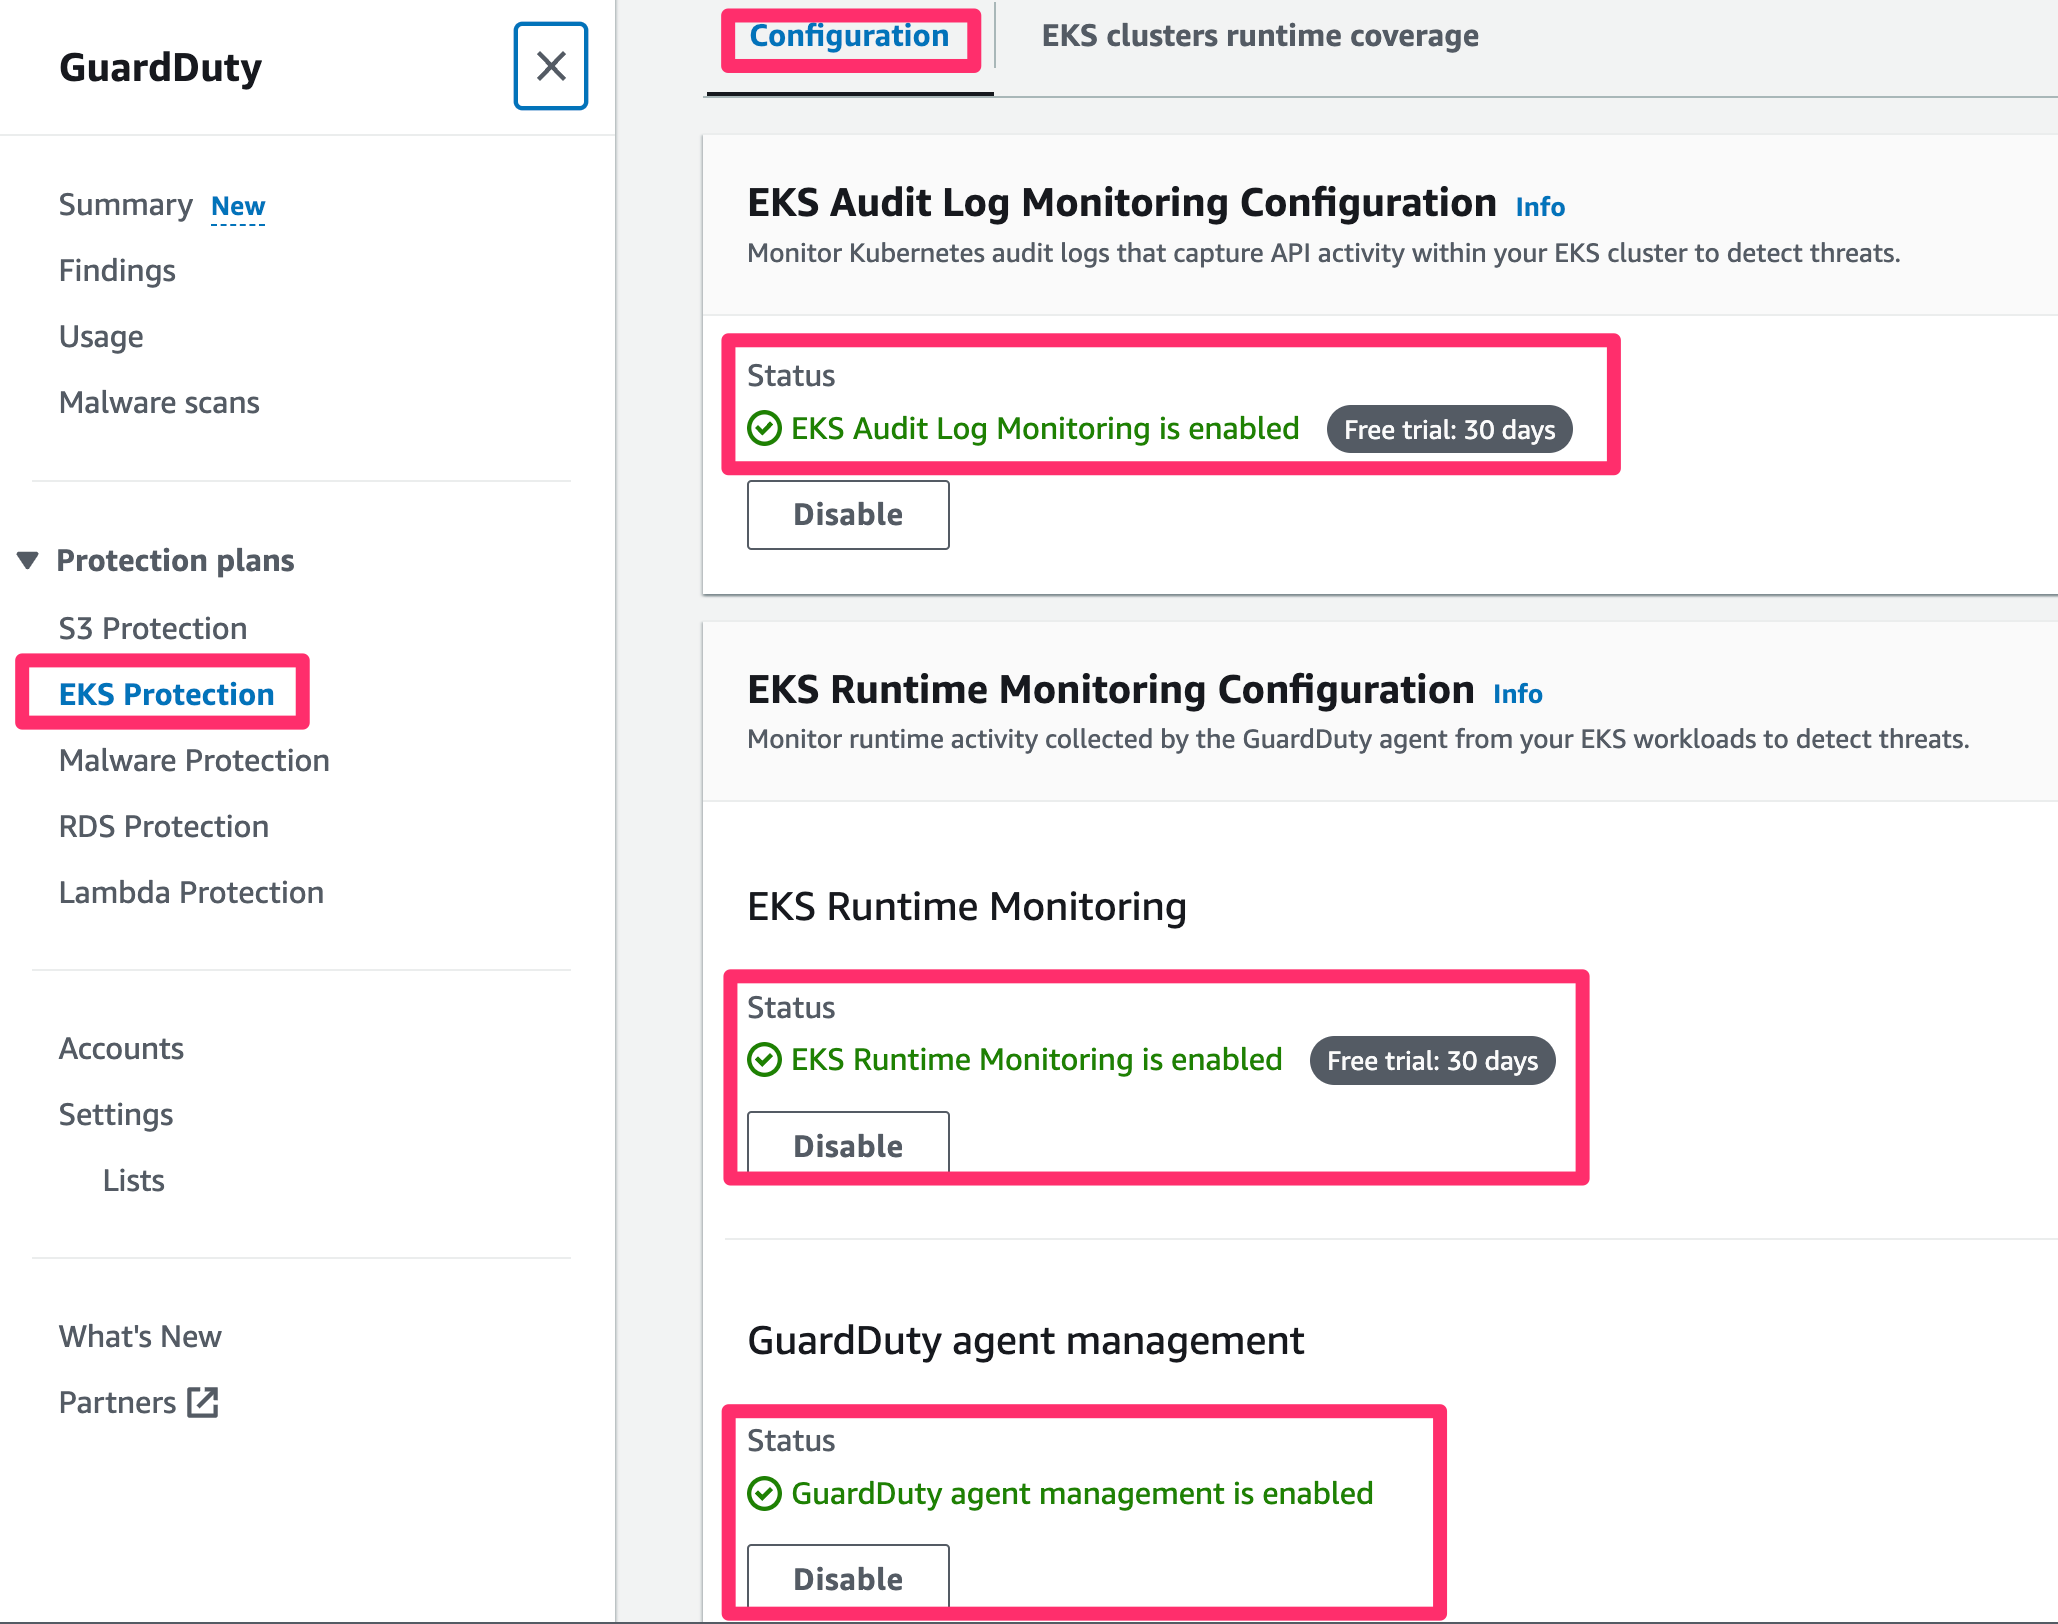 GuardDuty
Summary New
Findings
Usage
Malware scans
Protection plans
S3 Protection
EKS Protection
Malware Protection
RDS Protection
Lambda Protection
Accounts
Settings
Lists
What's New
Partners
Configuration
EKS clusters runtime coverage
EKS Audit Log Monitoring Configuration Info
Monitor Kubernetes audit logs that capture API activity within your EKS cluster to detect threats.
Status
EKS Audit Log Monitoring is enabled Free trial: 30 days
Disable
EKS Runtime Monitoring Configuration Info
Monitor runtime activity collected by the GuardDuty agent from your EKS workloads to detect threats.
EKS Runtime Monitoring
Status
EKS Runtime Monitoring is enabled Free trial: 30 days
Disable
GuardDuty agent management
Status
GuardDuty agent management is enabled
Disable